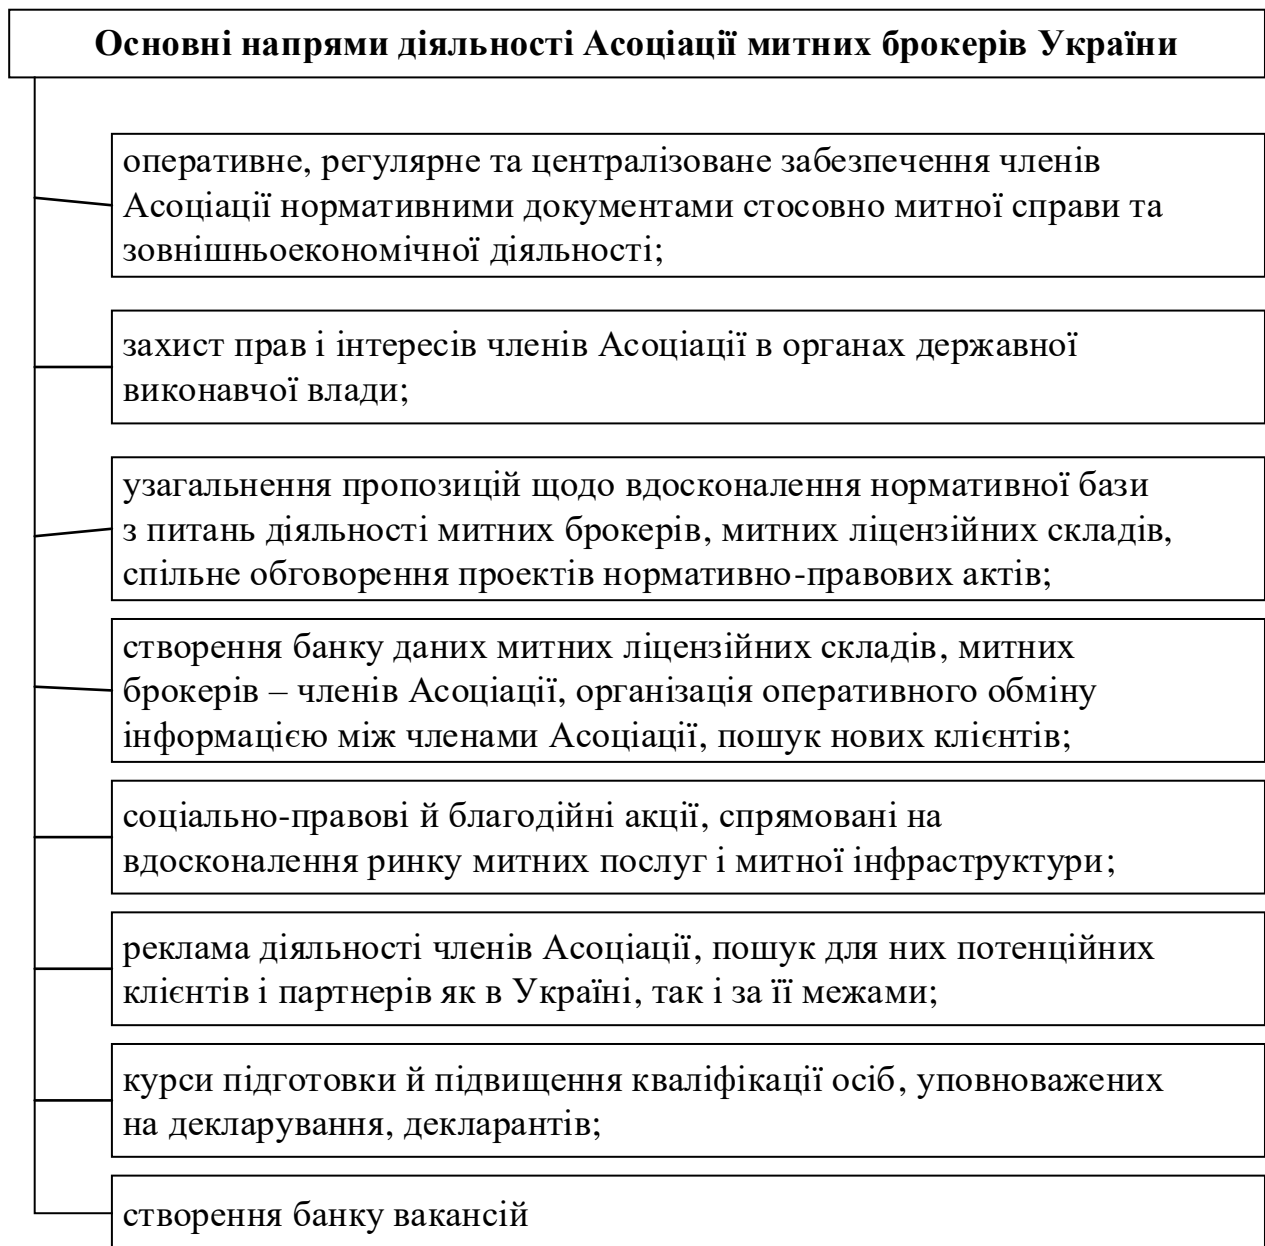 Основні напрями діяльності Асоціації митних брокерів України
оперативне, регулярне та централізоване забезпечення членів
Асоціації нормативними документами стосовно митної справи та
зовнішньоекономічної діяльності;
захист прав і інтересів членів Асоціації в органах державної
виконавчої влади;
узагальнення пропозицій щодо вдосконалення нормативної бази
з питань діяльності митних брокерів, митних ліцензійних складів,
спільне обговорення проектів нормативно-правових актів;
створення банку даних митних ліцензійних складів, митних
брокерів – членів Асоціації, організація оперативного обміну
інформацією між членами Асоціації, пошук нових клієнтів;
соціально-правові й благодійні акції, спрямовані на
вдосконалення ринку митних послуг і митної інфраструктури;
реклама діяльності членів Асоціації, пошук для них потенційних
клієнтів і партнерів як в Україні, так і за її межами;
курси підготовки й підвищення кваліфікації осіб, уповноважених
на декларування, декларантів;
створення банку вакансій